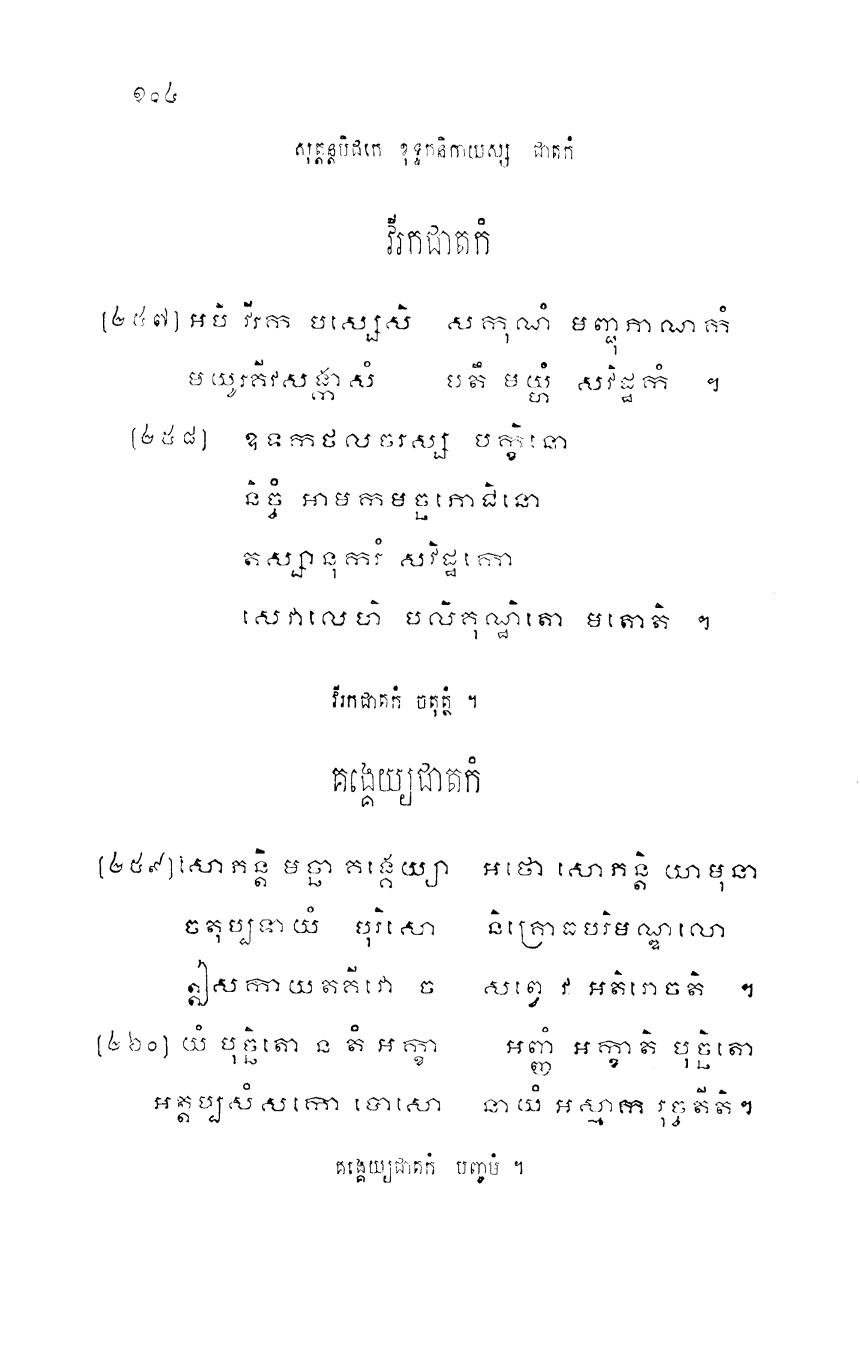 ១០៤
សុត្តន្តបិដកេ ខុទ្ទកនិកាយស្ស ជាតកំ
វីរកជាតកំ
[២៥៧] អបិ វីរក បស្សេសិ សកុណំ មញ្ជុភាណកំ
មយូរគីវសង្កាសំ បតឹ មយ្ហំ សវិដ្ឋកំ ។
[២៥៨] ឧទកថលចរស្ស បក្ខិនោ
និច្ចំ អាមកមច្ឆភោជិនោ
តស្សានុករំ សវិដ្ឋកោ
សេវាលេហិ បលិគុណ្ឋិតោ មតោតិ ។
វីរកជាតកំ ចតុត្ថំ ។
គង្គេយ្យជាតកំ
[២៥៩] សោភន្តិ មច្ឆា គង្គេយ្យា អថោ សោភន្តិ យាមុនា
ចតុប្បទាយំ បុរិសោ និគ្រោធបរិមណ្ឌលោ
ឦសកាយតគីវោ ច សព្វេ វ អតិរោចតិ ។
[២៦០] យំ បុច្ឆិតោ ន តំ អក្ខា អញ្ញំ អក្ខាតិ បុច្ឆិតោ
អត្តប្បសំសកោ បោសោ នាយំ អស្មាក រុច្ចតីតិ។
គង្គេយ្យជាតកំ បញ្ចមំ ។